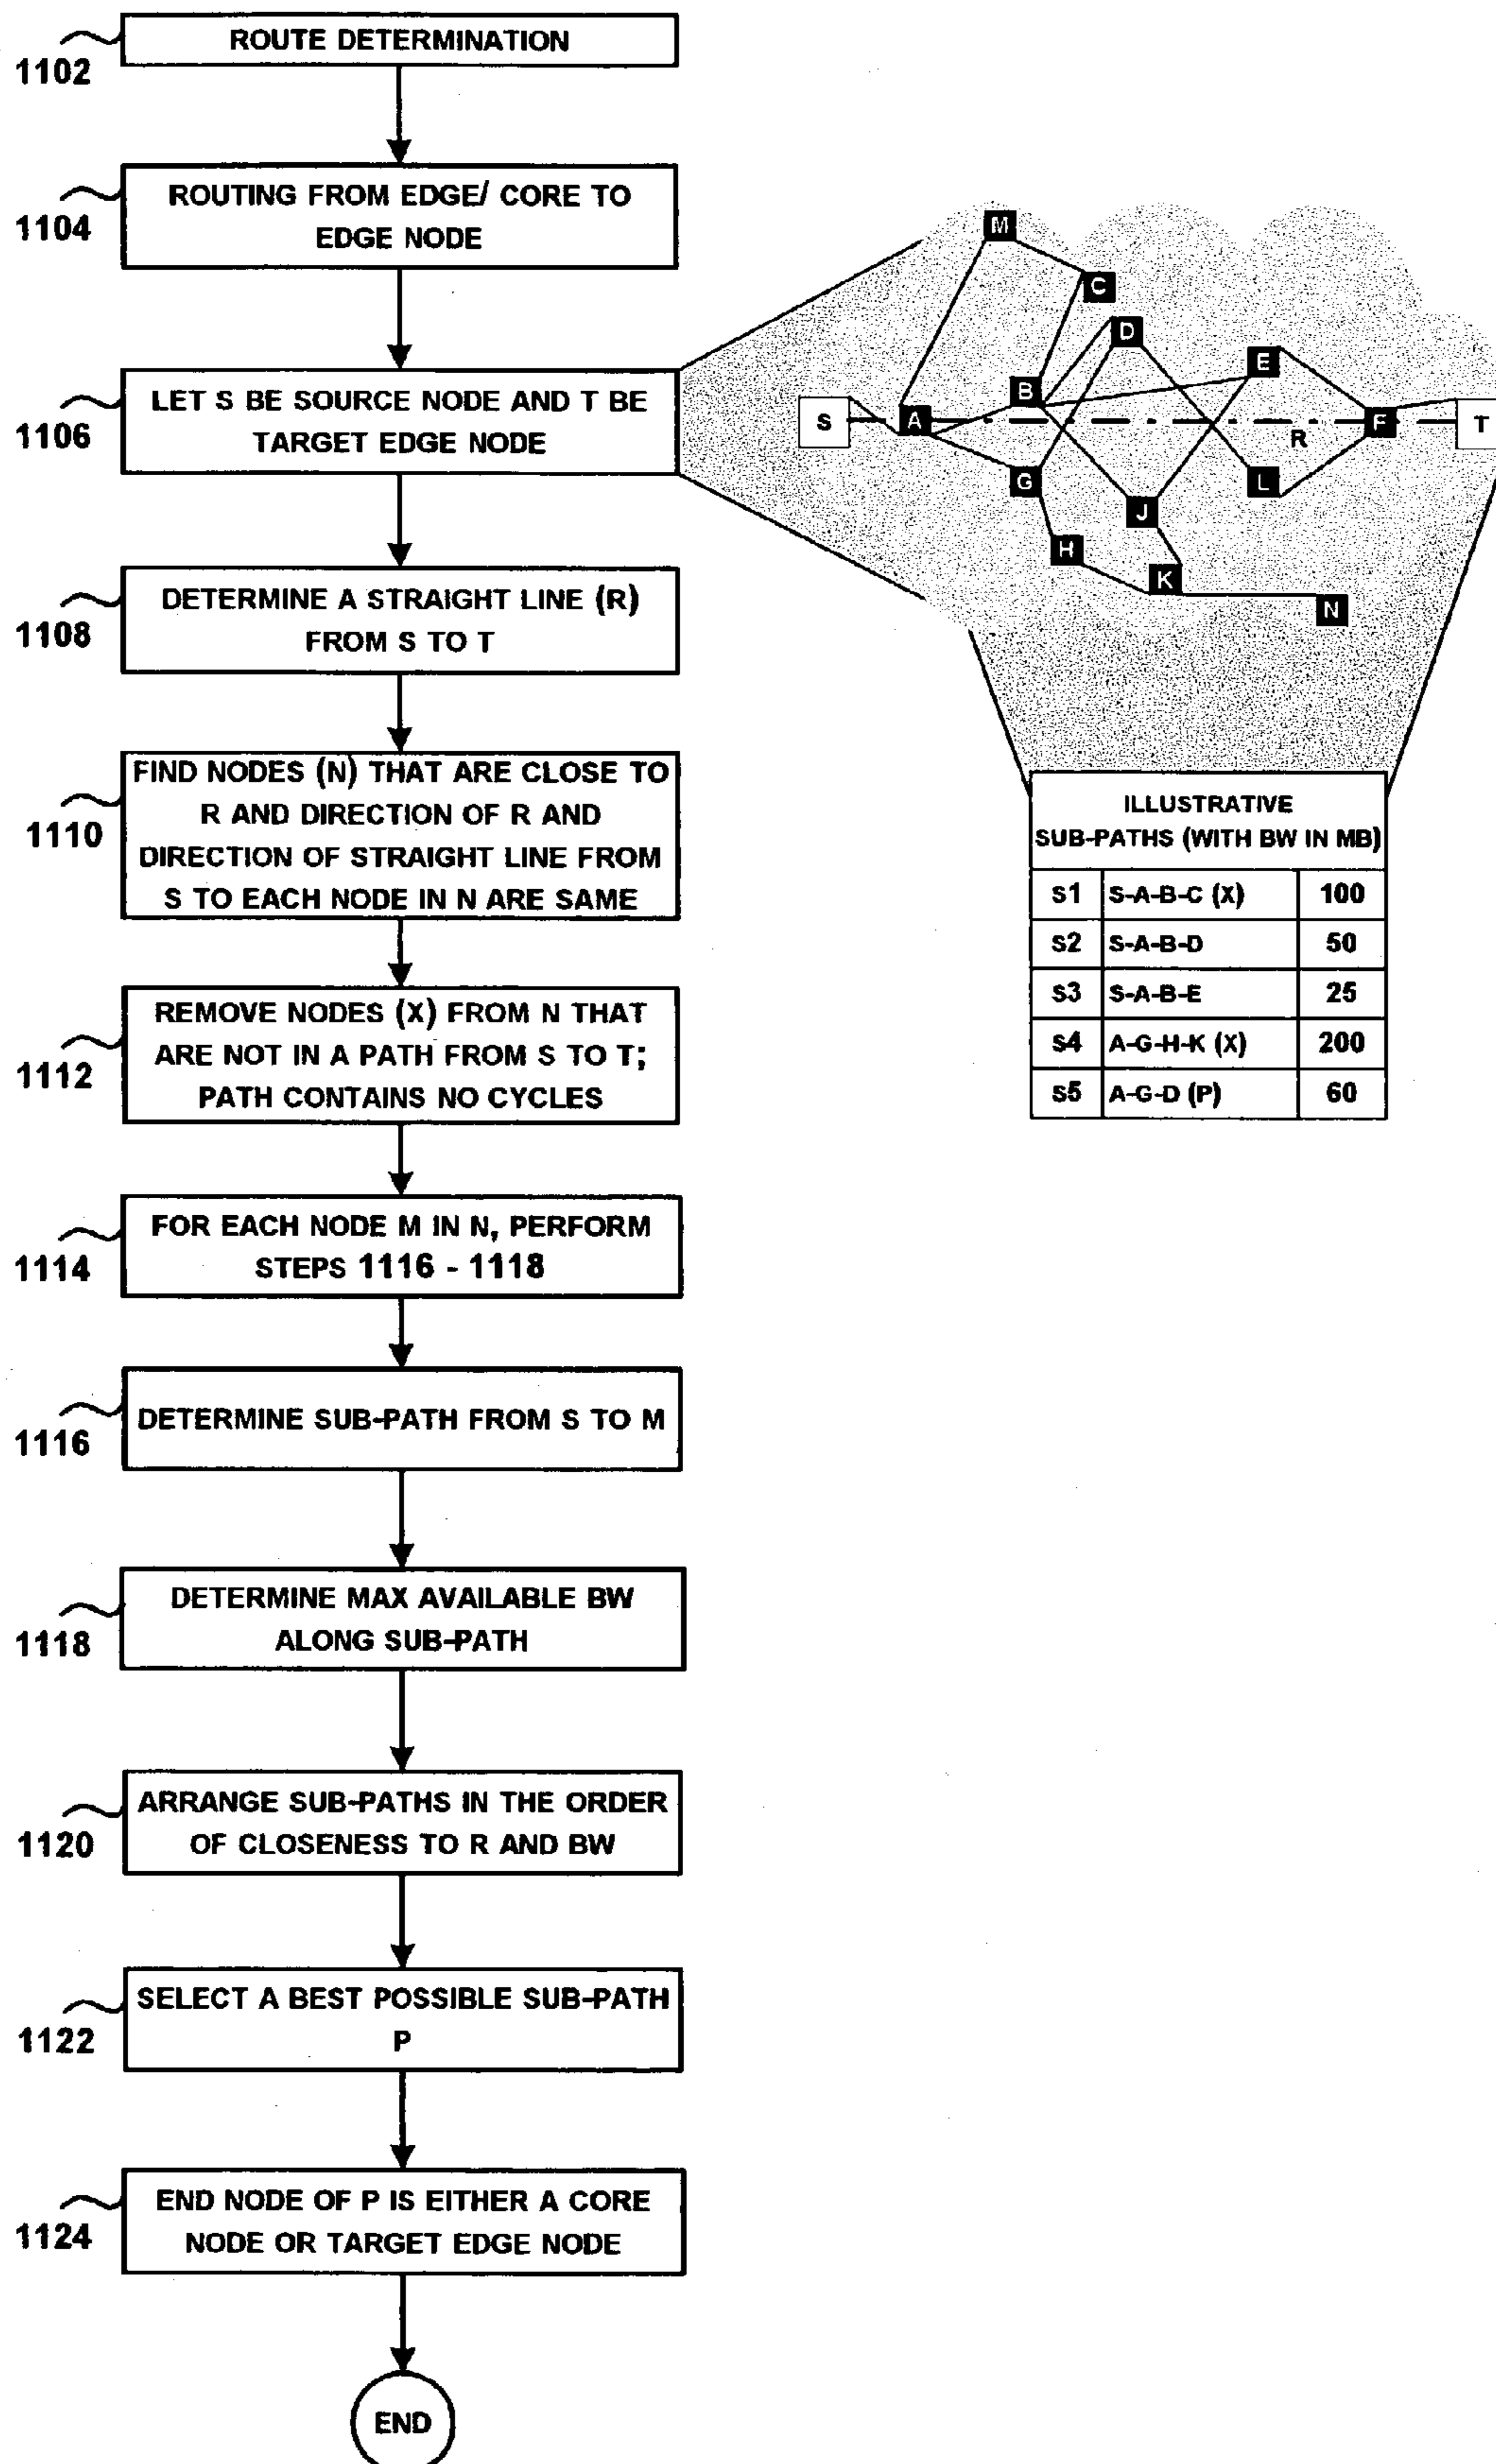 ROUTE DETERMINATION
1102
ROUTING FROM EDGE/ CORE TO
EDGE NODE
1104
LET S BE SOURCE NODE AND T BE
TARGET EDGE NODE
1106
DETERMINE A STRAIGHT LINE (R)
FROM S TO T
1108
FIND NODES (N) THAT ARE CLOSE TO
R AND DIRECTION OF R AND
DIRECTION OF STRAIGHT LINE FROM
S TO EACH NODE IN N ARE SAME
1110
REMOVE NODES (X) FROM N THAT
ARE NOT IN A PATH FROM S TO T;
PATH CONTAINS NO CYCLES
1112
FOR EACH NODE M IN N, PERFORM
STEPS 1116 - 1118
1114
DETERMINE SUB-PATH FROM S TO M
1116
DETERMINE MAX AVAILABLE BW
ALONG SUB-PATH
1118
ARRANGE SUB-PATHS IN THE ORDER
OF CLOSENESS TO R AND BW
1120
SELECT A BEST POSSIBLE SUB-PATH
P
1122
END NODE OF P IS EITHER A CORE
NODE OR TARGET EDGE NODE
1124
END
M
C
D
E
B
S
A
F
T
R
G
L
J
H
K
N
ILLUSTRATIVE
SUB-PATHS (WITH BW IN MB)
S1 S-A-B-C (X) 100
S2 S-A-B-D 50
S3 S-A-B-E 25
S4 A-G-H-K (X) 200
S5 A-G-D (P) 60